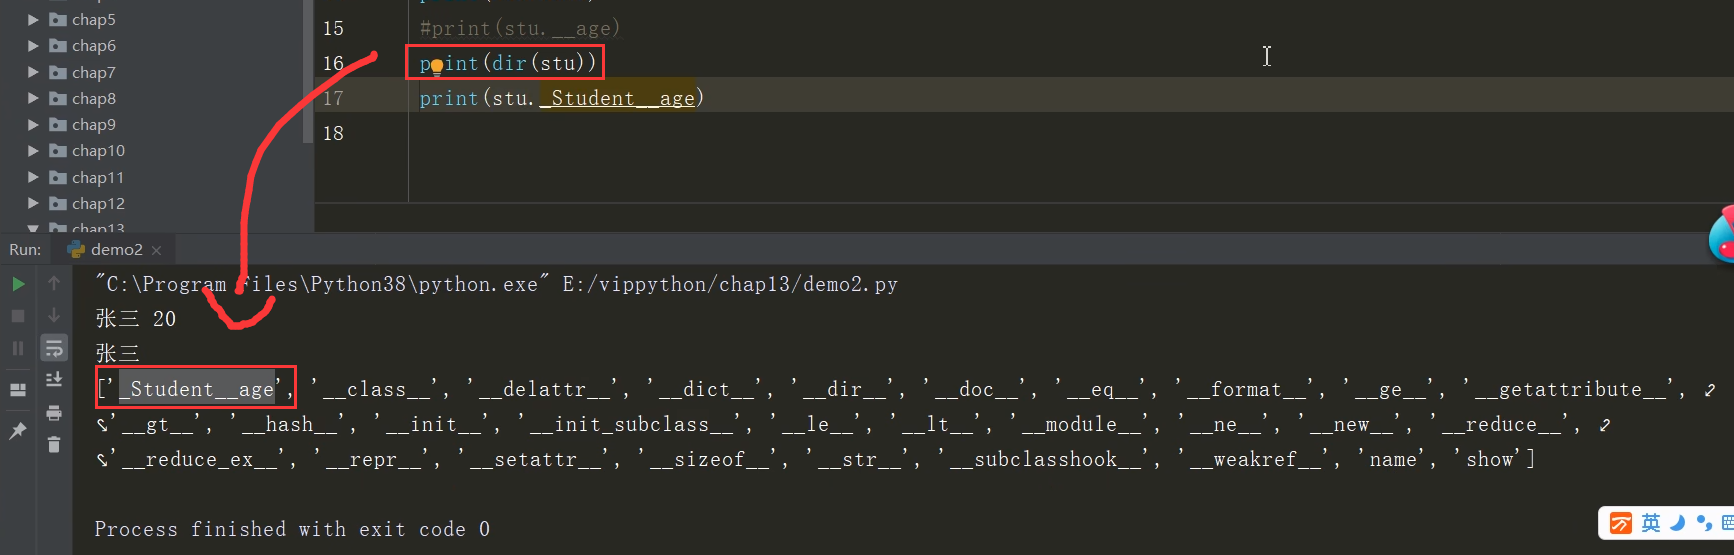 chap5
chap6
chap7
chap8
chap9
chap10
chap11
chap12
chap13
15 #print(stu.__age)
16 print(dir(stu))
17 print(stu._Student__age)
18
Run: demo2
"C:\Program Files\Python38\python.exe" E:/vippython/chap13/demo2.py
张三 20
张三
['_Student__age', '__class__', '__delattr__', '__dict__', '__dir__', '__doc__', '__eq__', '__format__', '__ge__', '__getattribute__',
'__gt__', '__hash__', '__init__', '__init_subclass__', '__le__', '__lt__', '__module__', '__ne__', '__new__', '__reduce__',
'__reduce_ex__', '__repr__', '__setattr__', '__sizeof__', '__str__', '__subclasshook__', '__weakref__', 'name', 'show']
Process finished with exit code 0
英